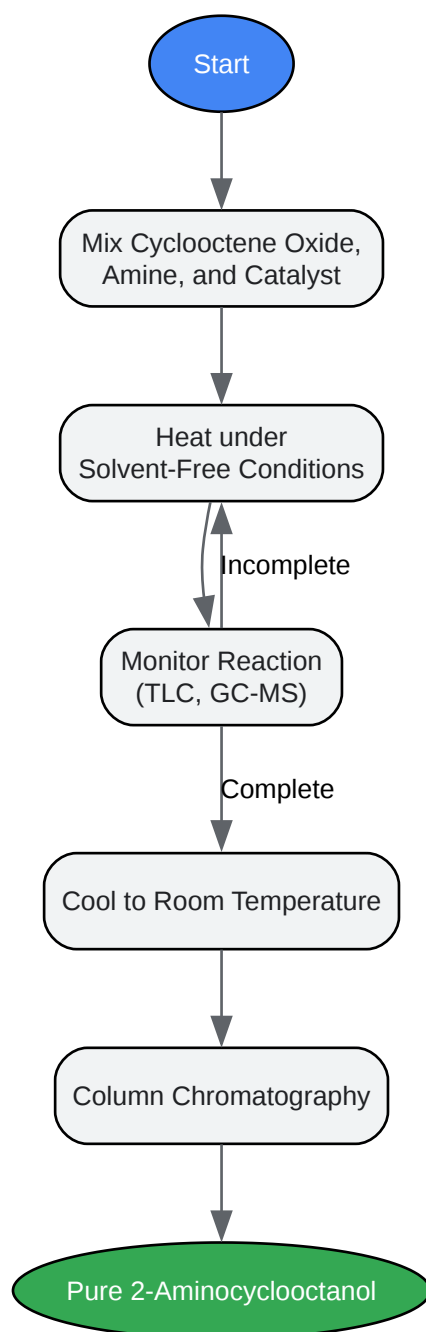 Start
Mix Cyclooctene Oxide,
Amine, and Catalyst
Heat under
Solvent-Free Conditions
Incomplete
Monitor Reaction
(TLC, GC-MS)
Complete
Cool to Room Temperature
Column Chromatography
Pure 2-Aminocyclooctanol